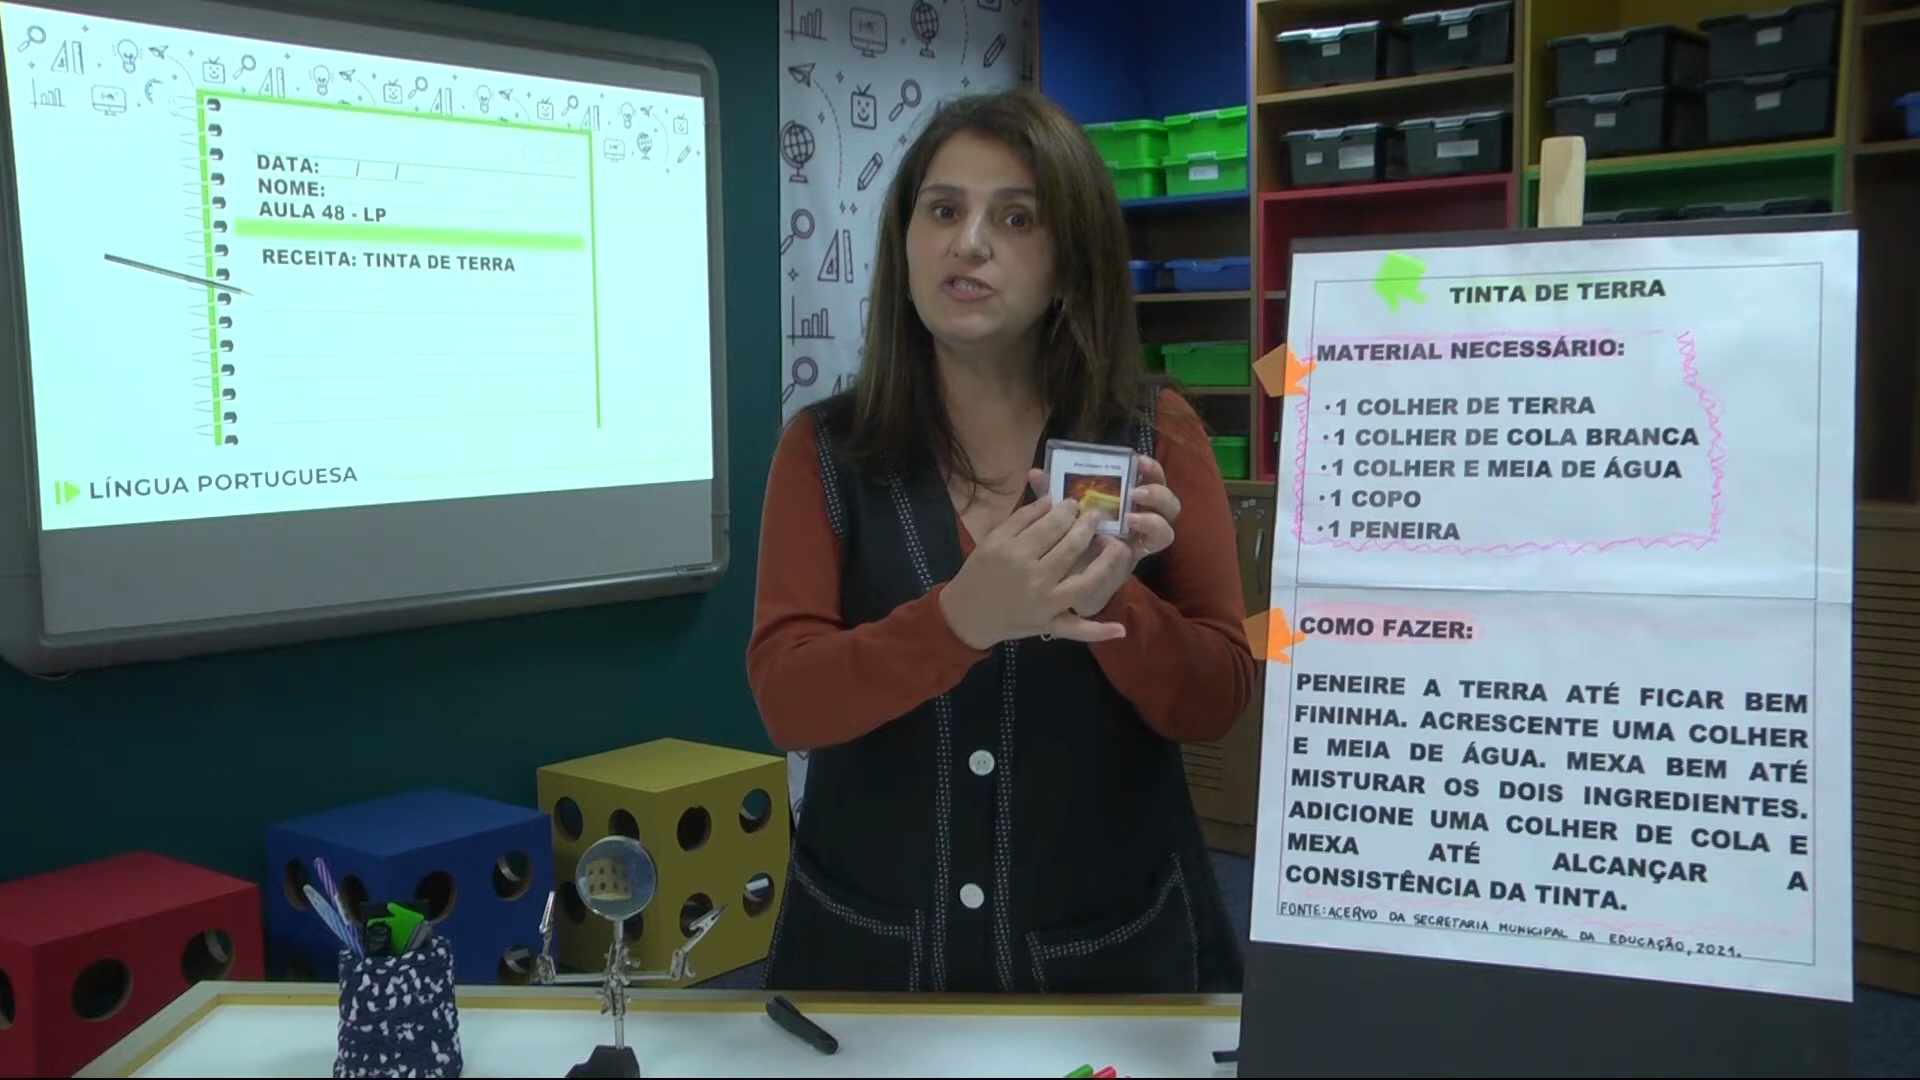 DATA: / /
NOME:
AULA 48 - LP
RECEITA: TINTA DE TERRA
LÍNGUA PORTUGUESA
TINTA DE TERRA
MATERIAL NECESSÁRIO:
•1 COLHER DE TERRA
•1 COLHER DE COLA BRANCA
•1 COLHER E MEIA DE ÁGUA
•1 COPO
•1 PENEIRA
COMO FAZER:
PENEIRE A TERRA ATÉ FICAR BEM
FININHA. ACRESCENTE UMA COLHER
E MEIA DE ÁGUA. MEXA BEM ATÉ
MISTURAR OS DOIS INGREDIENTES.
ADICIONE UMA COLHER DE COLA E
MEXA ATÉ ALCANÇAR A
CONSISTÊNCIA DA TINTA.
FONTE: ACERVO DA SECRETARIA MUNICIPAL DA EDUCAÇÃO, 2021.